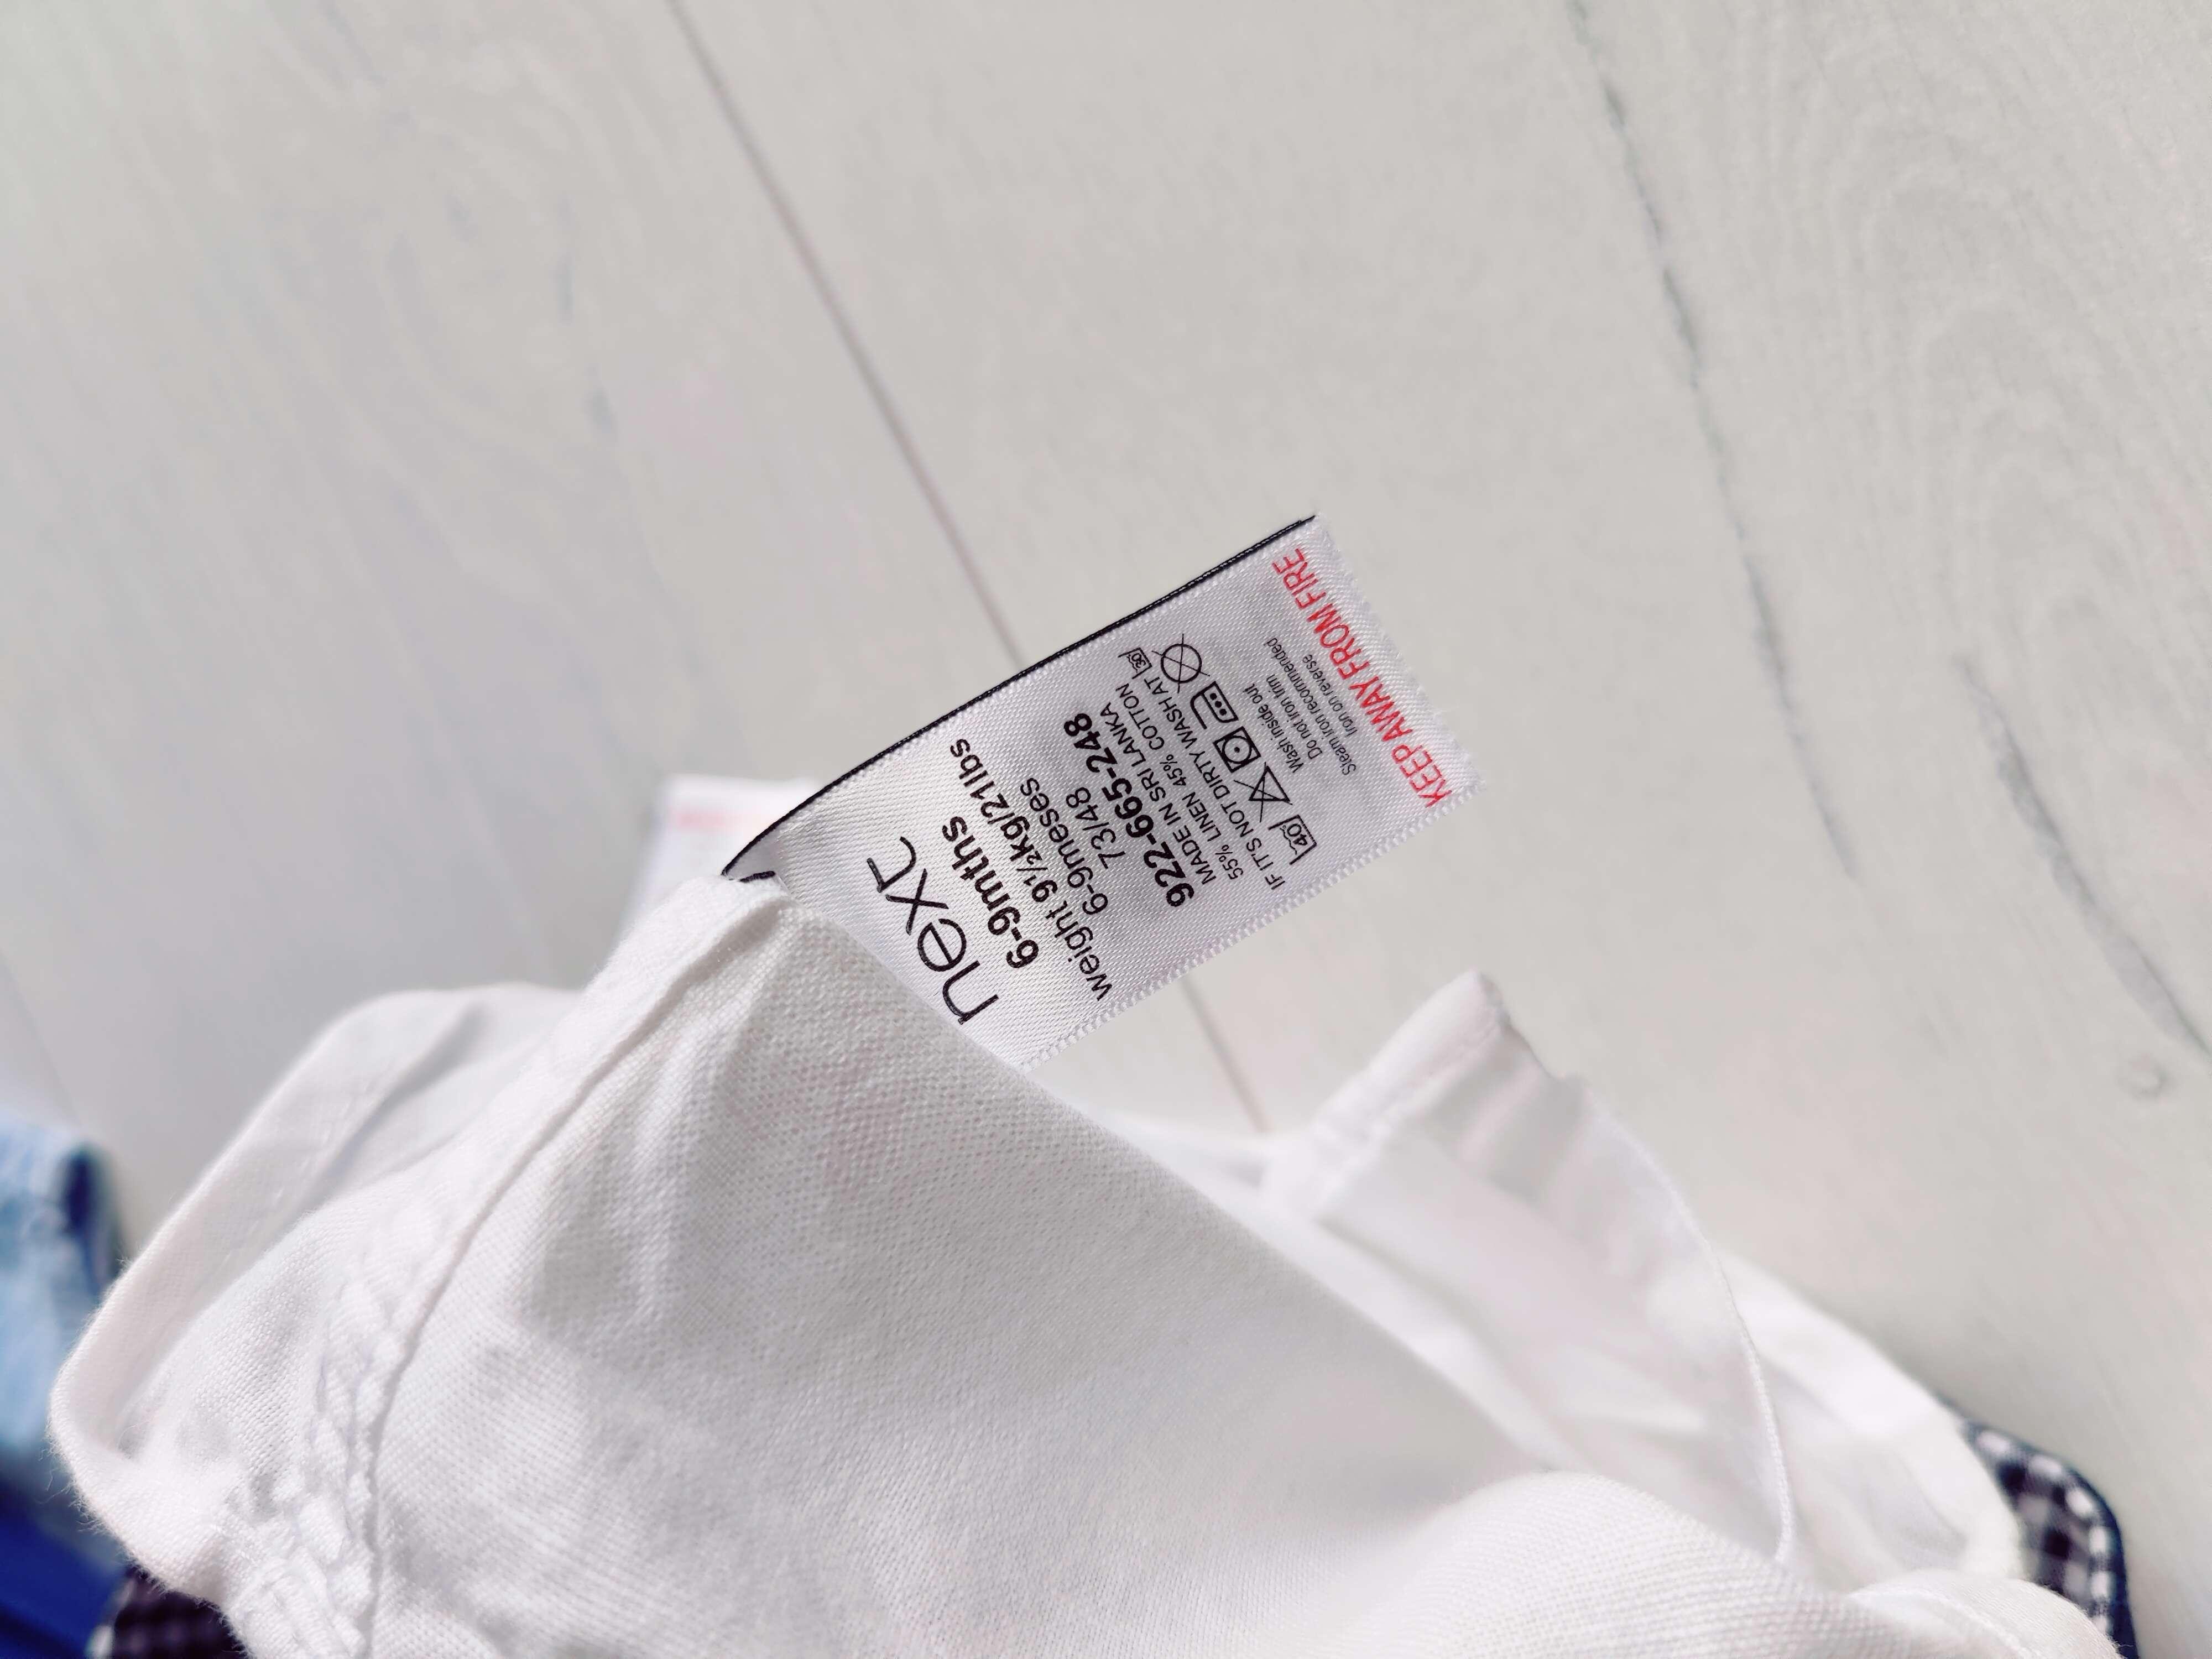 next
6-9mths
weight 9½kg/21lbs
6-9meses
73/48
922-665-248
MADE IN SRI LANKA
55% LINEN 45% COTTON
IF IT'S NOT DIRTY WASH AT 30°
40°
Wash inside out
Do not iron trim
Steam iron recommended
Iron on reverse
KEEP AWAY FROM FIRE